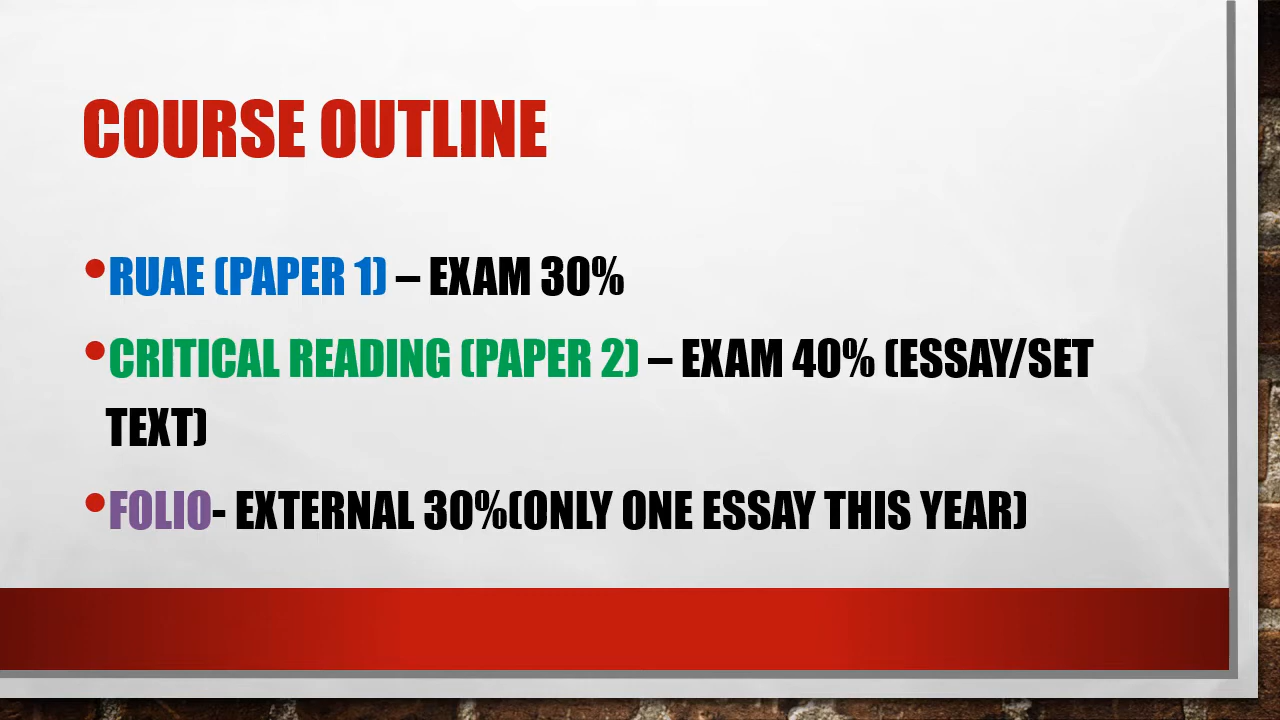 COURSE OUTLINE
•RUAE (PAPER 1) – EXAM 30%
•CRITICAL READING (PAPER 2) – EXAM 40% (ESSAY/SET
TEXT)
•FOLIO- EXTERNAL 30%(ONLY ONE ESSAY THIS YEAR)